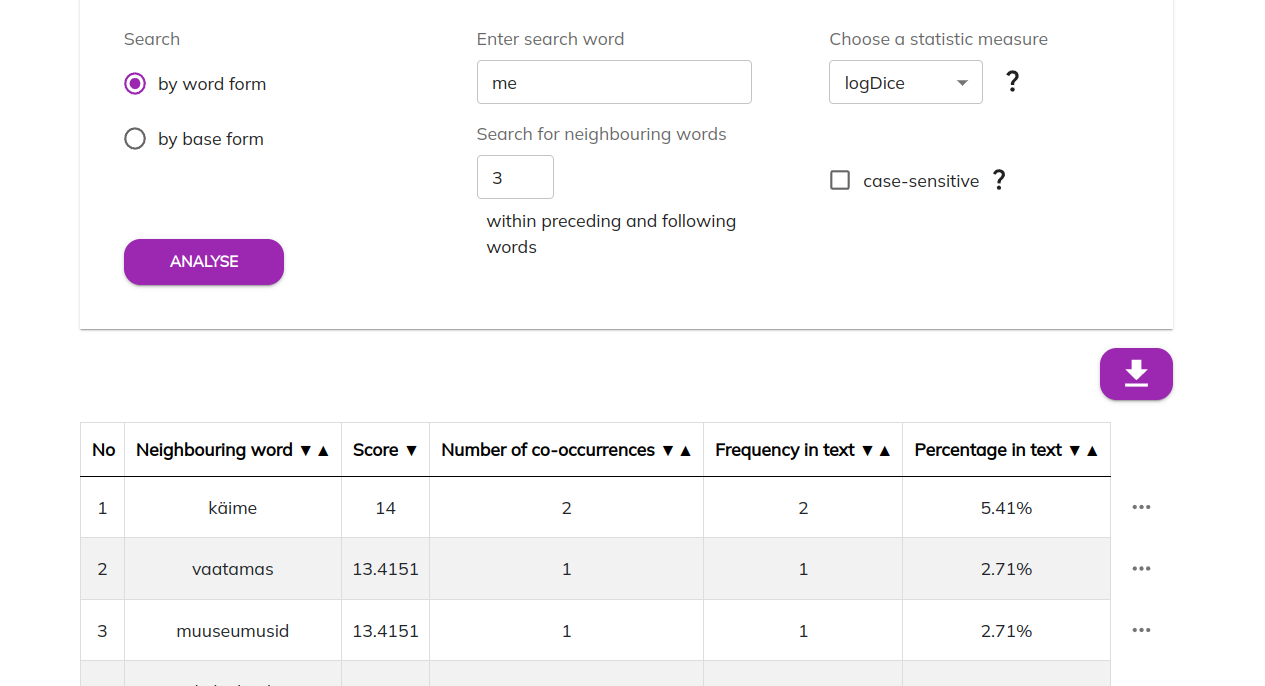 Search
by word form
by base form
ANALYSE
Enter search word
me
Search for neighbouring words
3
within preceding and following
words
Choose a statistic measure
logDice
?
case-sensitive ?
No Neighbouring word ▼▲ Score ▼ Number of co-occurrences ▼▲ Frequency in text ▼▲ Percentage in text ▼▲
1 käime 14 2 2 5.41% •••
2 vaatamas 13.4151 1 1 2.71% •••
3 muuseumusid 13.4151 1 1 2.71% •••